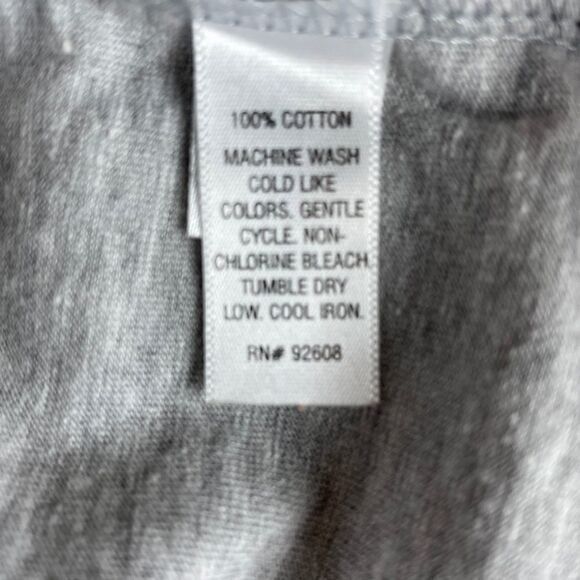 100% COTTON
MACHINE WASH
COLD LIKE
COLORS. GENTLE
CYCLE. NON-
CHLORINE BLEACH.
TUMBLE DRY
LOW. COOL IRON.
RN# 92608